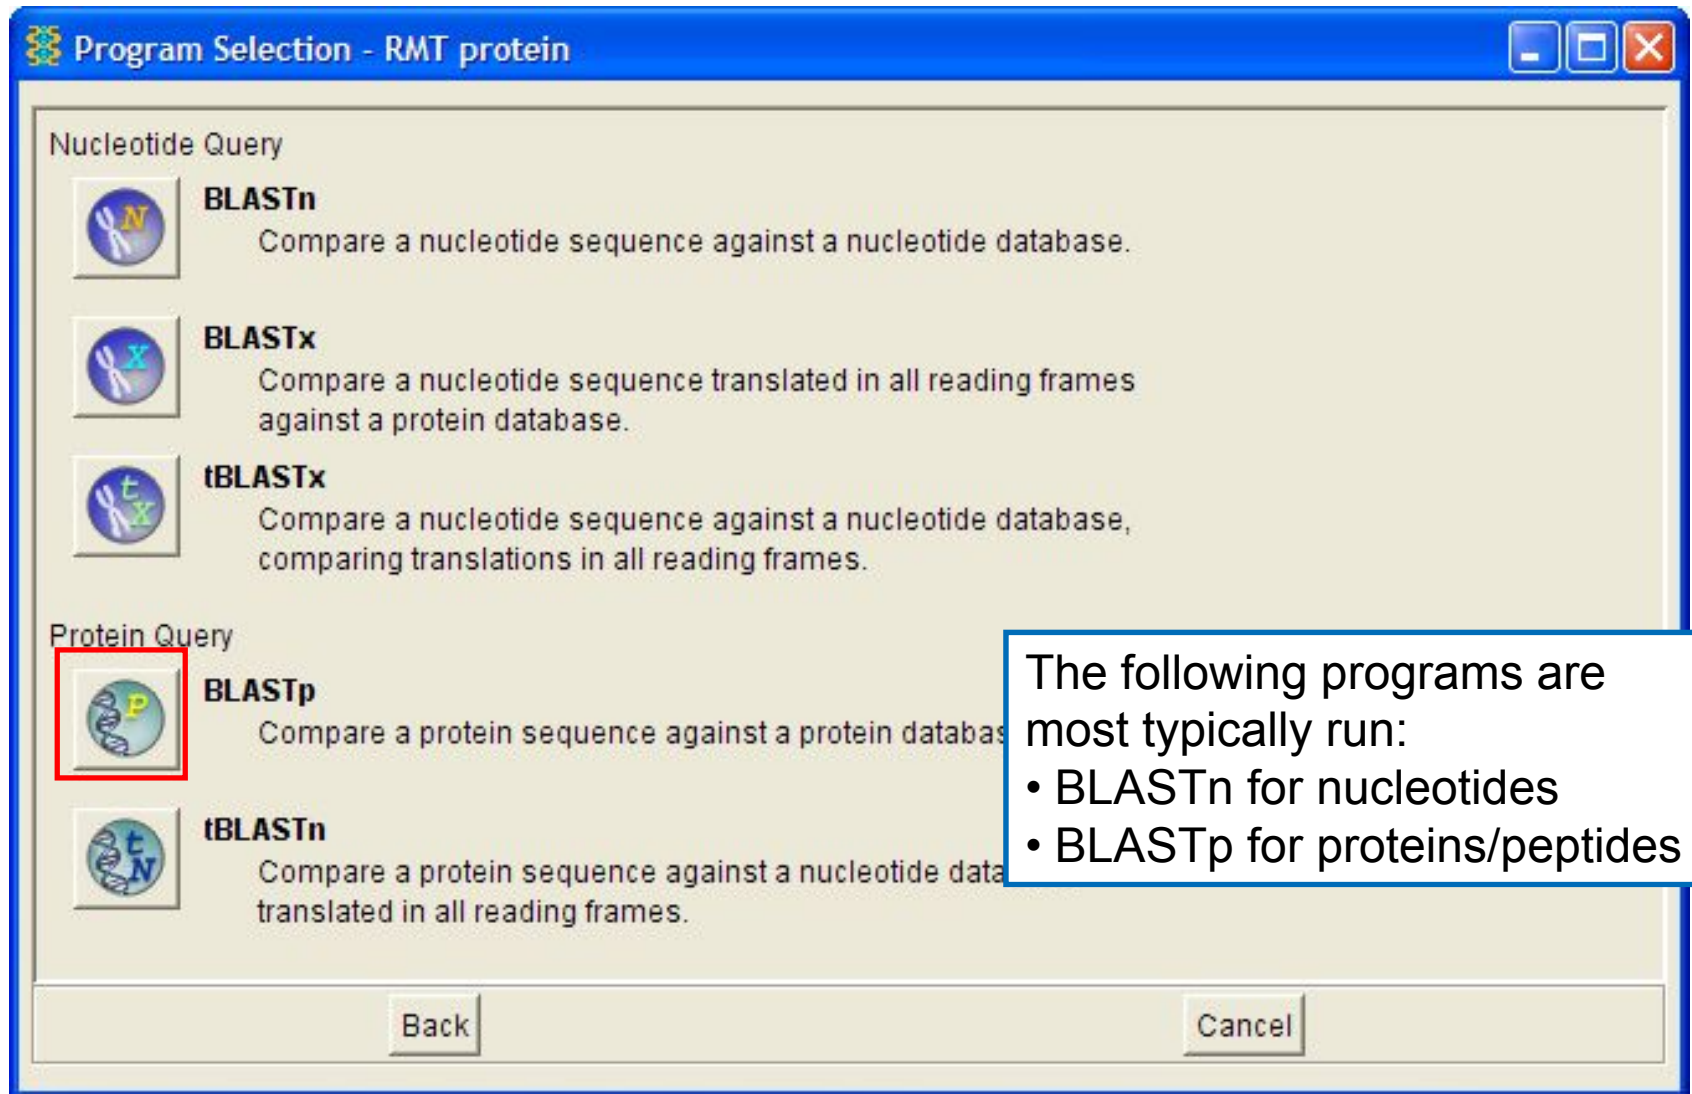 Program Selection - RMT protein
Nucleotide Query
N
BLASTn
Compare a nucleotide sequence against a nucleotide database.
X
BLASTx
Compare a nucleotide sequence translated in all reading frames
against a protein database.
t
X
tBLASTx
Compare a nucleotide sequence against a nucleotide database,
comparing translations in all reading frames.
Protein Query
P
BLASTp
Compare a protein sequence against a protein databas
t
N
tBLASTn
Compare a protein sequence against a nucleotide data
translated in all reading frames.
The following programs are
most typically run:
• BLASTn for nucleotides
• BLASTp for proteins/peptides
Back
Cancel